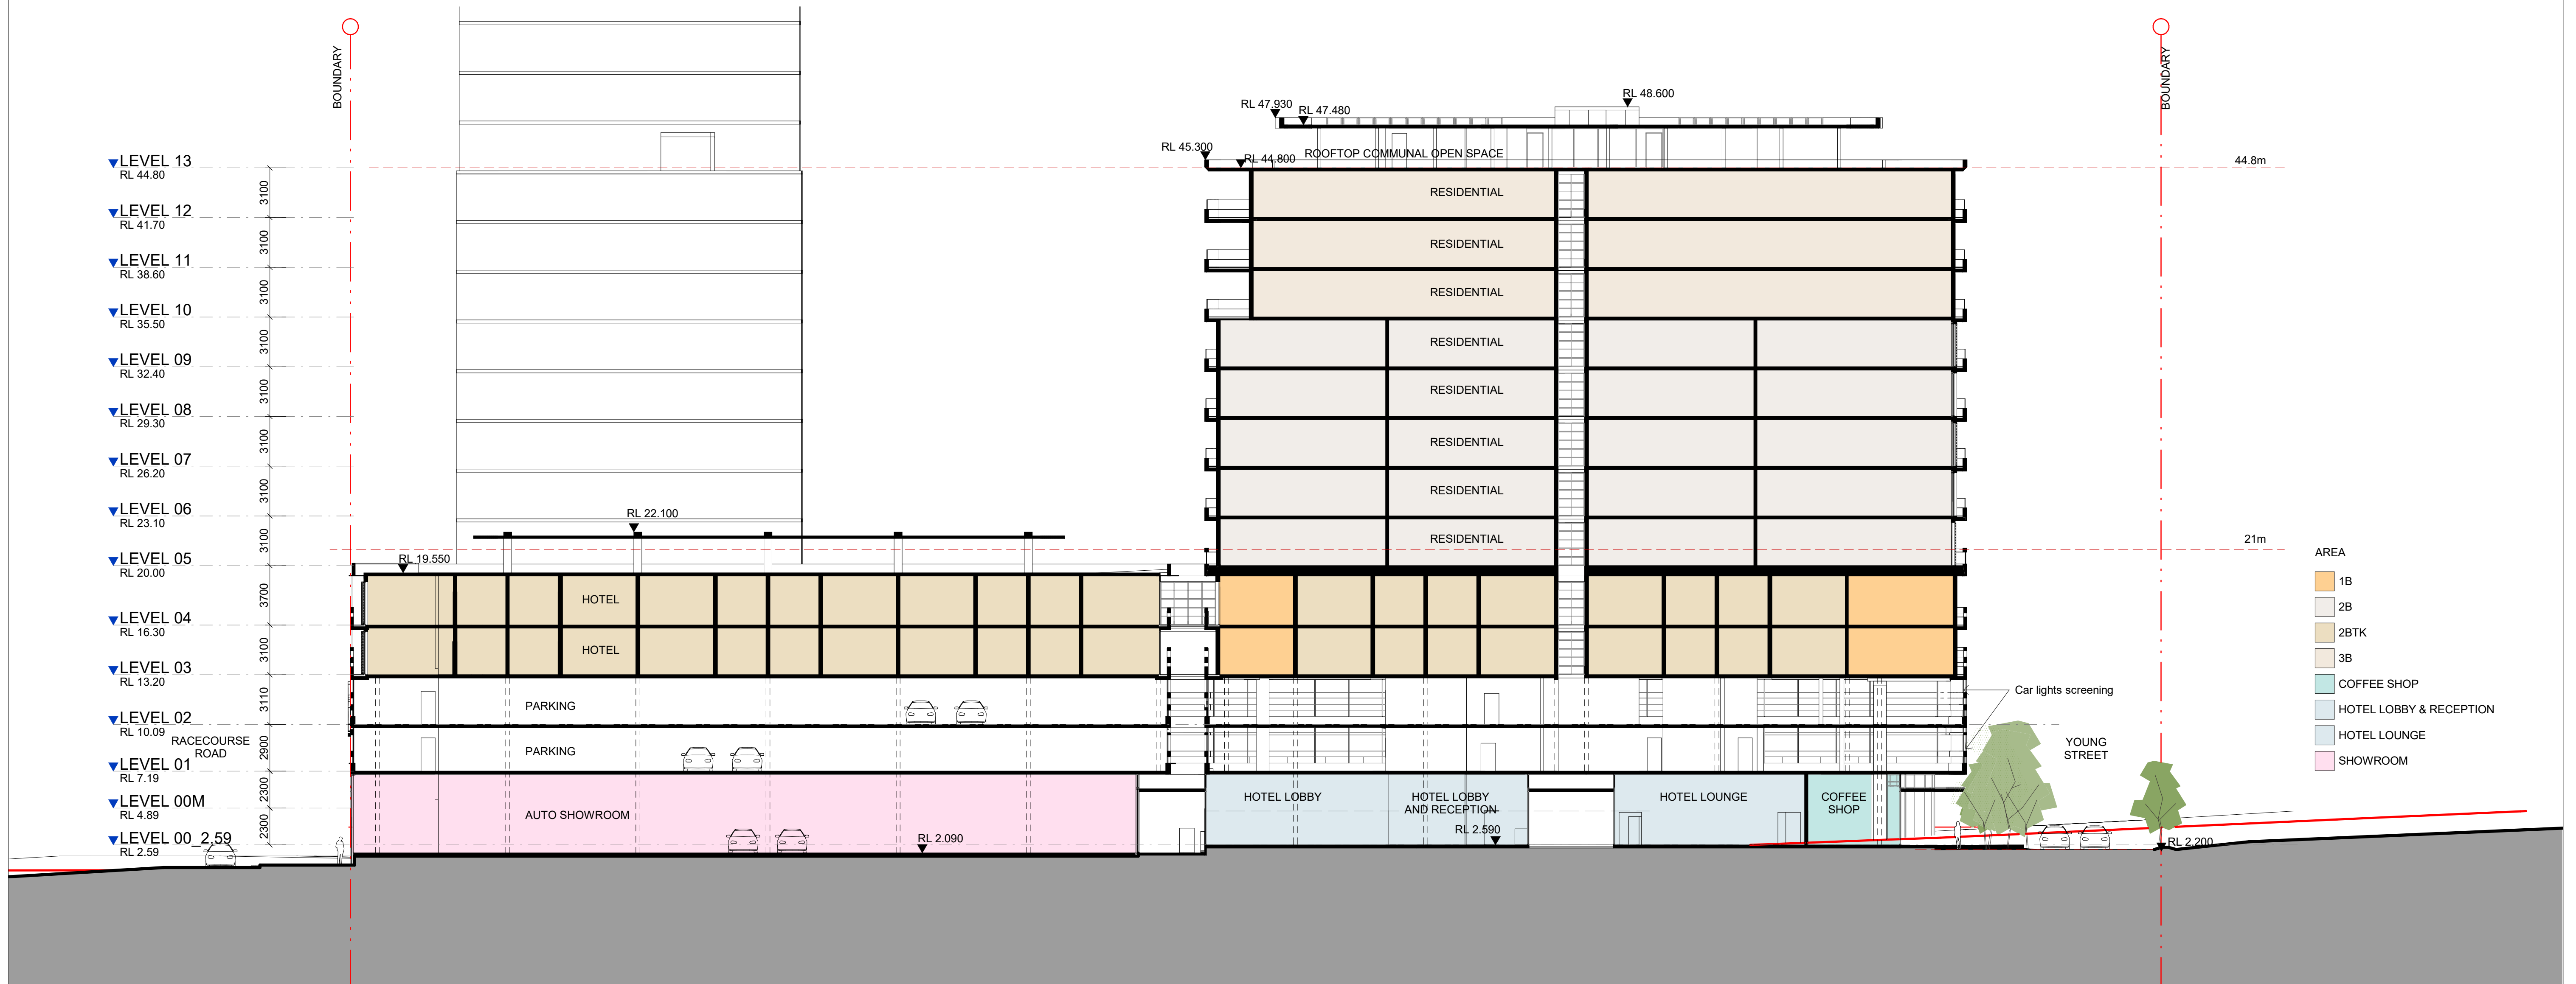 BOUNDARY
BOUNDARY
RL 47.930
RL 47.480
RL 48.600
RL 45.300
RL 44.800
ROOFTOP COMMUNAL OPEN SPACE
44.8m
LEVEL 13
RL 44.80
3100
RESIDENTIAL
LEVEL 12
RL 41.70
3100
RESIDENTIAL
LEVEL 11
RL 38.60
3100
RESIDENTIAL
LEVEL 10
RL 35.50
3100
RESIDENTIAL
LEVEL 09
RL 32.40
3100
RESIDENTIAL
LEVEL 08
RL 29.30
3100
RESIDENTIAL
LEVEL 07
RL 26.20
3100
RESIDENTIAL
LEVEL 06
RL 23.10
3100
RL 22.100
RESIDENTIAL
21m
LEVEL 05
RL 20.00
RL 19.550
3700
HOTEL
LEVEL 04
RL 16.30
3100
HOTEL
LEVEL 03
RL 13.20
3110
PARKING
Car lights screening
LEVEL 02
RL 10.09
RACECOURSE
ROAD
2900
PARKING
YOUNG
STREET
LEVEL 01
RL 7.19
2300
LEVEL 00M
RL 4.89
2300
AUTO SHOWROOM
HOTEL LOBBY
HOTEL LOBBY
AND RECEPTION
HOTEL LOUNGE
COFFEE
SHOP
LEVEL 00_2.59
RL 2.59
RL 2.090
RL 2.590
RL 2.200
AREA
1B
2B
2BTK
3B
COFFEE SHOP
HOTEL LOBBY & RECEPTION
HOTEL LOUNGE
SHOWROOM